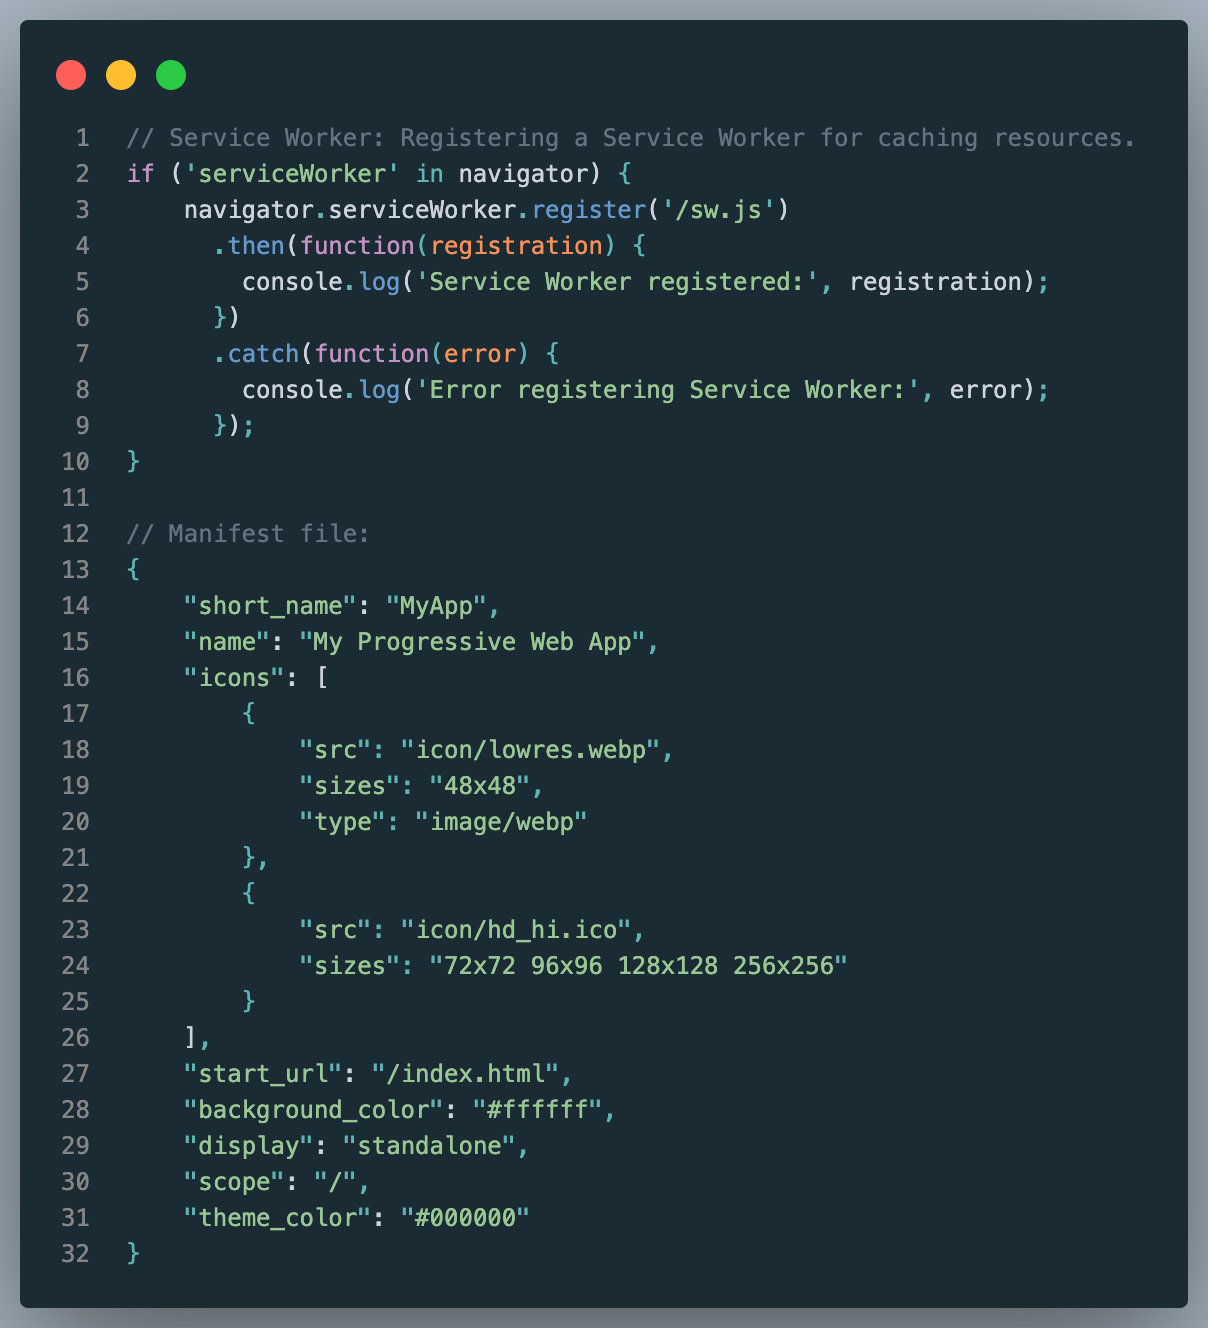 1 // Service Worker: Registering a Service Worker for caching resources.
2 if ('serviceWorker' in navigator) {
3     navigator.serviceWorker.register('/sw.js')
4       .then(function(registration) {
5         console.log('Service Worker registered:', registration);
6       })
7       .catch(function(error) {
8         console.log('Error registering Service Worker:', error);
9       });
10 }
11
12 // Manifest file:
13 {
14     "short_name": "MyApp",
15     "name": "My Progressive Web App",
16     "icons": [
17         {
18             "src": "icon/lowres.webp",
19             "sizes": "48x48",
20             "type": "image/webp"
21         },
22         {
23             "src": "icon/hd_hi.ico",
24             "sizes": "72x72 96x96 128x128 256x256"
25         }
26     ],
27     "start_url": "/index.html",
28     "background_color": "#ffffff",
29     "display": "standalone",
30     "scope": "/",
31     "theme_color": "#000000"
32 }